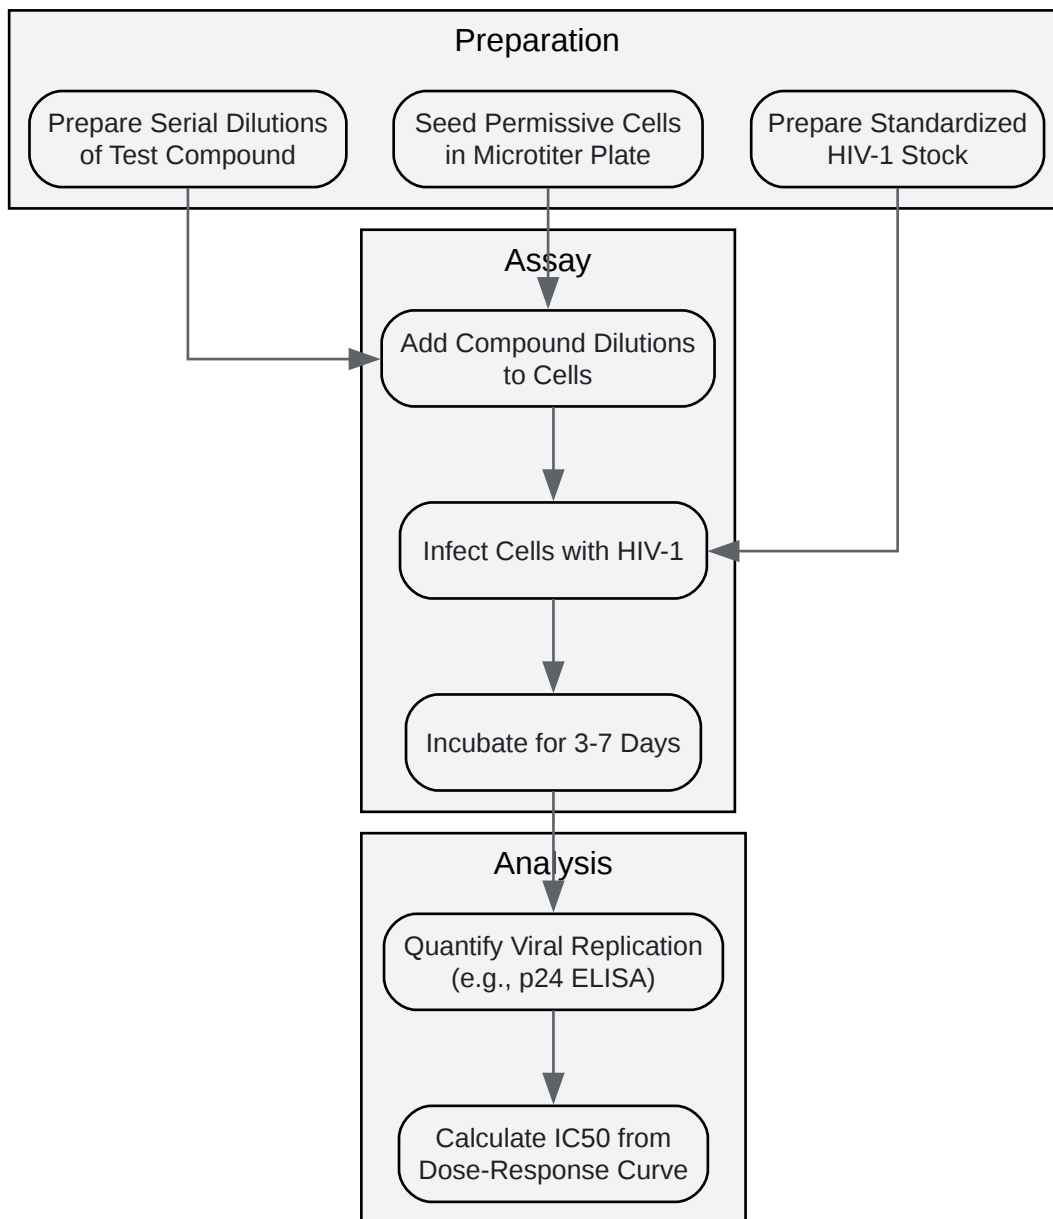 Preparation
Prepare Serial Dilutions
of Test Compound
Seed Permissive Cells
in Microtiter Plate
Prepare Standardized
HIV-1 Stock
Assay
Add Compound Dilutions
to Cells
Infect Cells with HIV-1
Incubate for 3-7 Days
Analysis
Quantify Viral Replication
(e.g., p24 ELISA)
Calculate IC50 from
Dose-Response Curve